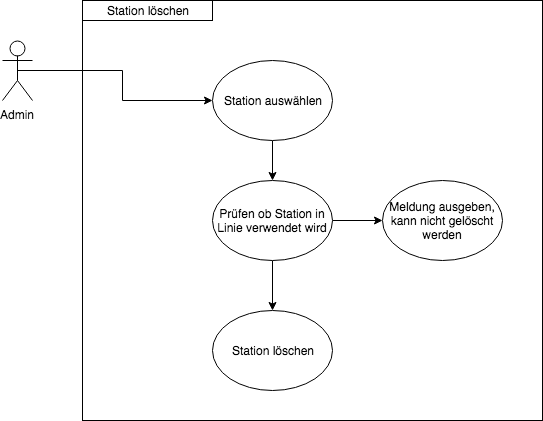 Station löschen
Admin
Station auswählen
Prüfen ob Station in
Linie verwendet wird
Meldung ausgeben,
kann nicht gelöscht
werden
Station löschen